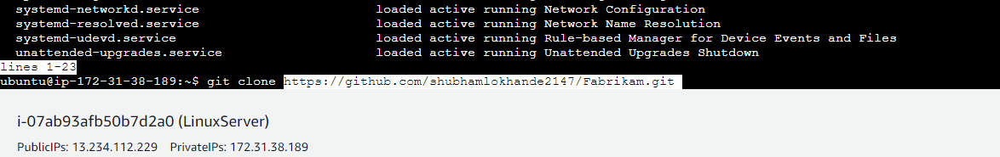 systemd-networkd.service loaded active running Network Configuration
systemd-resolved.service loaded active running Network Name Resolution
systemd-udevd.service loaded active running Rule-based Manager for Device Events and Files
unattended-upgrades.service loaded active running Unattended Upgrades Shutdown
lines 1-23
ubuntu@ip-172-31-38-189:~$ git clone https://github.com/shubhamlokhande2147/Fabrikam.git
i-07ab93afb50b7d2a0 (LinuxServer)
PublicIPs: 13.234.112.229 PrivateIPs: 172.31.38.189